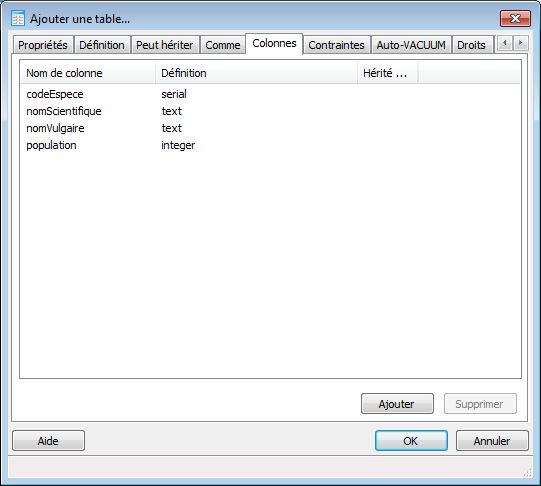 Ajouter une table...
Propriétés Définition Peut hériter Comme Colonnes Contraintes Auto-VACUUM Droits
Nom de colonne Définition Hérité ...
codeEspece serial
nomScientifique text
nomVulgaire text
population integer
Ajouter Supprimer
Aide OK Annuler